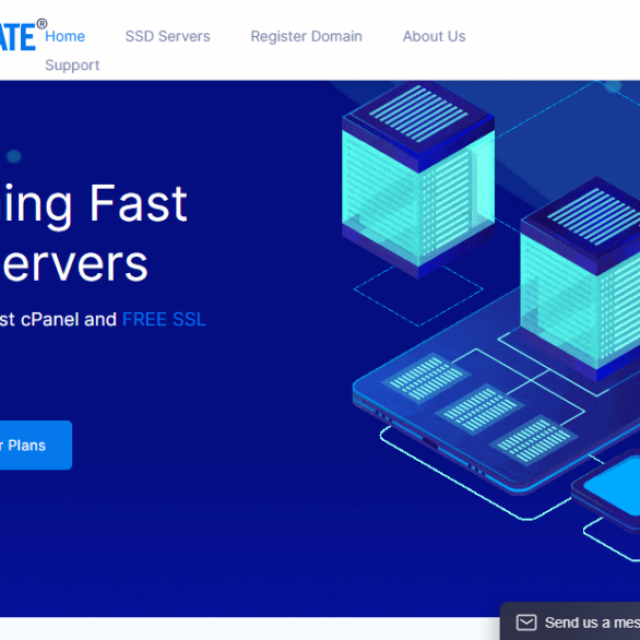 ATE®
Home SSD Servers Register Domain About Us
Support
ing Fast
ervers
st cPanel and FREE SSL
r Plans
Send us a mes